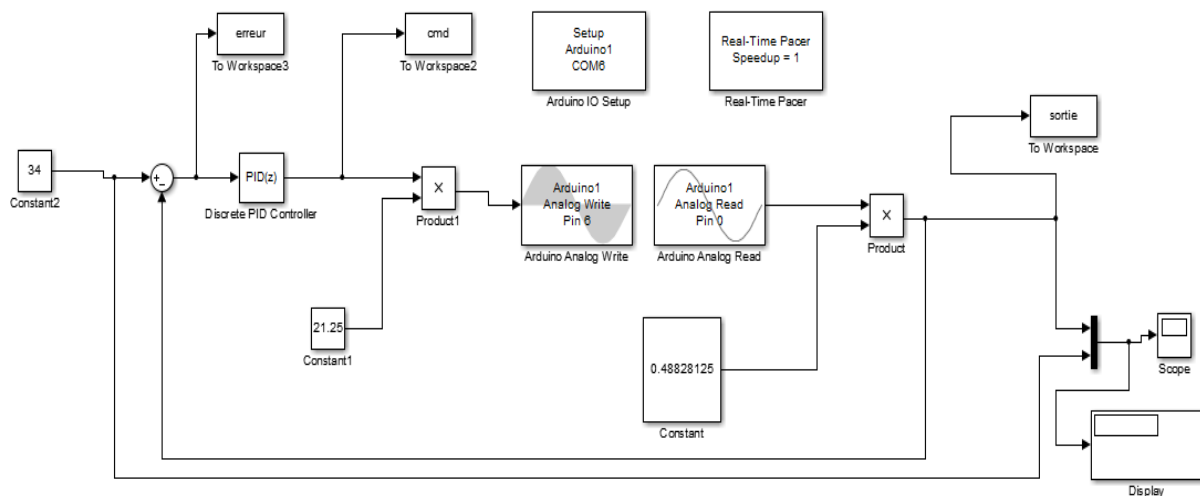 erreur
To Workspace3
cmd
To Workspace2
Setup
Arduino1
COM6
Arduino IO Setup
Real-Time Pacer
Speedup = 1
Real-Time Pacer
sortie
To Workspace
34
Constant2
+
-
PID(z)
Discrete PID Controller
X
Product1
Arduino1
Analog Write
Pin 6
Arduino Analog Write
Arduino1
Analog Read
Pin 0
Arduino Analog Read
X
Product
21.25
Constant1
0.48828125
Constant
Scope
Display